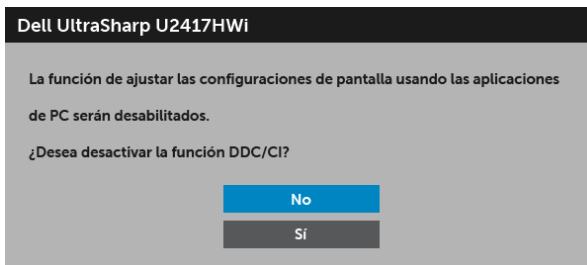 Dell UltraSharp U2417HWi
La función de ajustar las configuraciones de pantalla usando las aplicaciones
de PC serán desabilitados.
¿Desea desactivar la función DDC/CI?
No
Sí